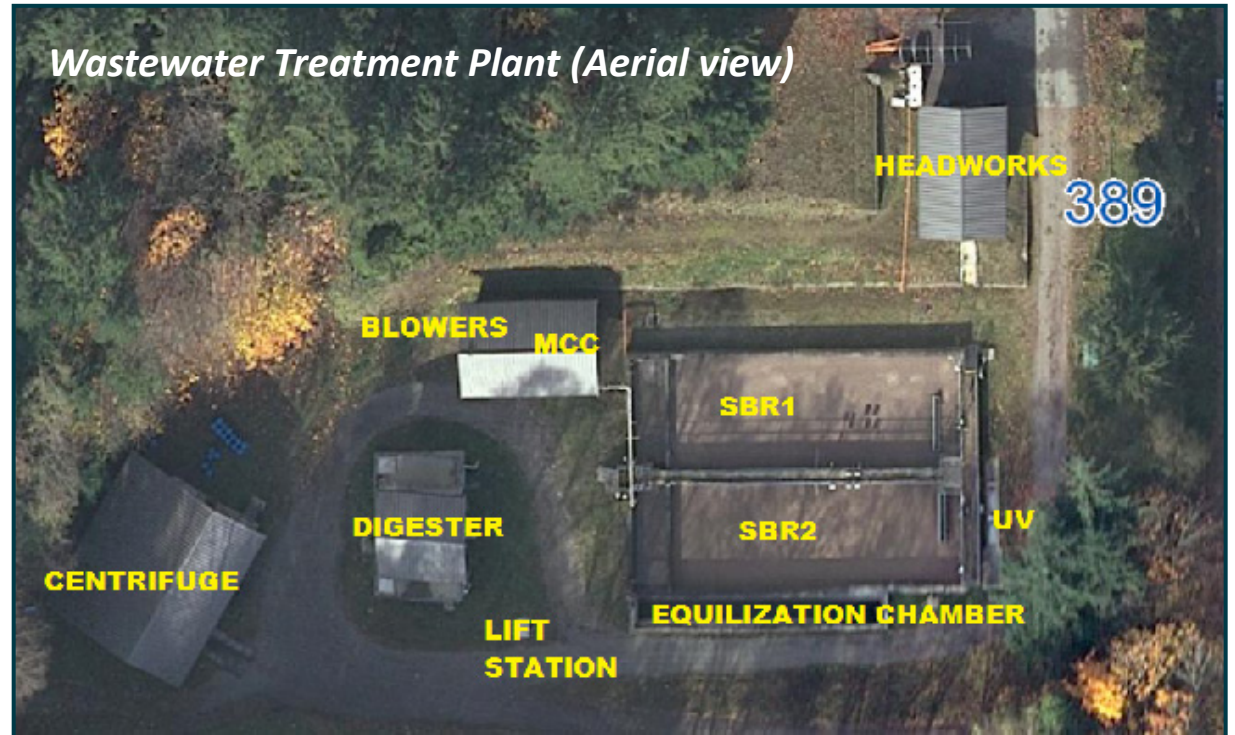 Wastewater Treatment Plant (Aerial view)
HEADWORKS
389
BLOWERS
MCC
SBR1
DIGESTER
SBR2
UV
CENTRIFUGE
EQUILIZATION CHAMBER
LIFT
STATION